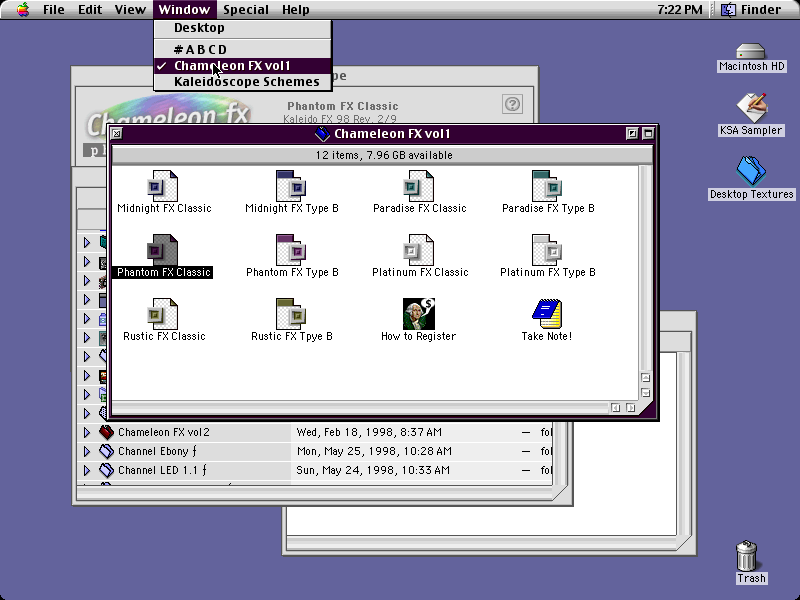 File Edit View Window Special Help 7:22 PM Finder
Desktop
# A B C D
✓ Chameleon FX vol1
Kaleidoscope Schemes
Chameleon fx
Phantom FX Classic
Kaleido FX 98 Rev. 2/9
?
Chameleon FX vol1
12 items, 7.96 GB available
Midnight FX Classic
Midnight FX Type B
Paradise FX Classic
Paradise FX Type B
Phantom FX Classic
Phantom FX Type B
Platinum FX Classic
Platinum FX Type B
Rustic FX Classic
Rustic FX Tpye B
How to Register
Take Note!
Chameleon FX vol2 Wed, Feb 18, 1998, 8:37 AM — fol
Channel Ebony ƒ Mon, May 25, 1998, 10:28 AM — fol
Channel LED 1.1 ƒ Sun, May 24, 1998, 10:33 AM — fol
Macintosh HD
KSA Sampler
Desktop Textures
Trash